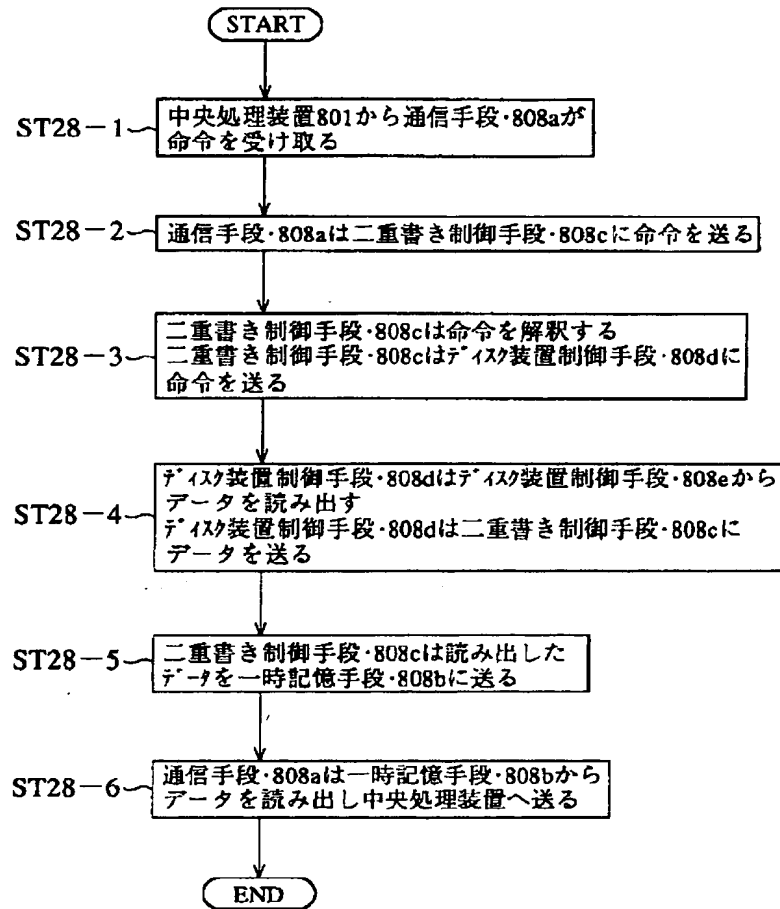 START
ST28-1
中央処理装置801から通信手段・808aが
命令を受け取る
ST28-2
通信手段・808aは二重書き制御手段・808cに命令を送る
ST28-3
二重書き制御手段・808cは命令を解釈する
二重書き制御手段・808cはディスク装置制御手段・808dに
命令を送る
ST28-4
ディスク装置制御手段・808dはディスク装置制御手段・808eから
データを読み出す
ディスク装置制御手段・808dは二重書き制御手段・808cに
データを送る
ST28-5
二重書き制御手段・808cは読み出した
データを一時記憶手段・808bに送る
ST28-6
通信手段・808aは一時記憶手段・808bから
データを読み出し中央処理装置へ送る
END